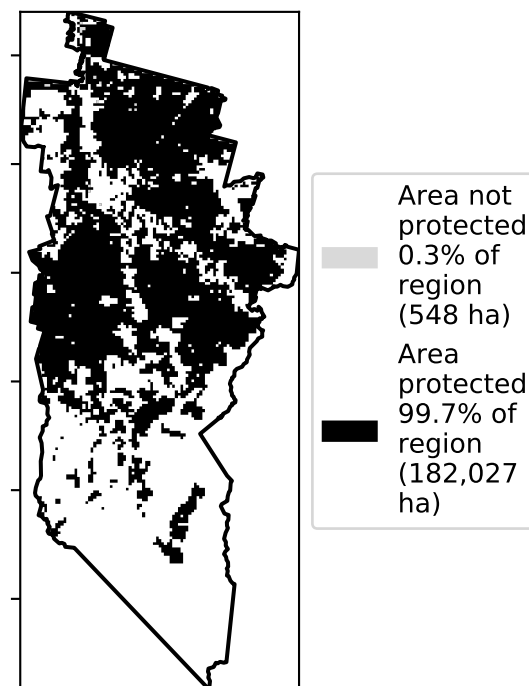 Area not
protected
0.3% of
region
(548 ha)
Area
protected
99.7% of
region
(182,027
ha)